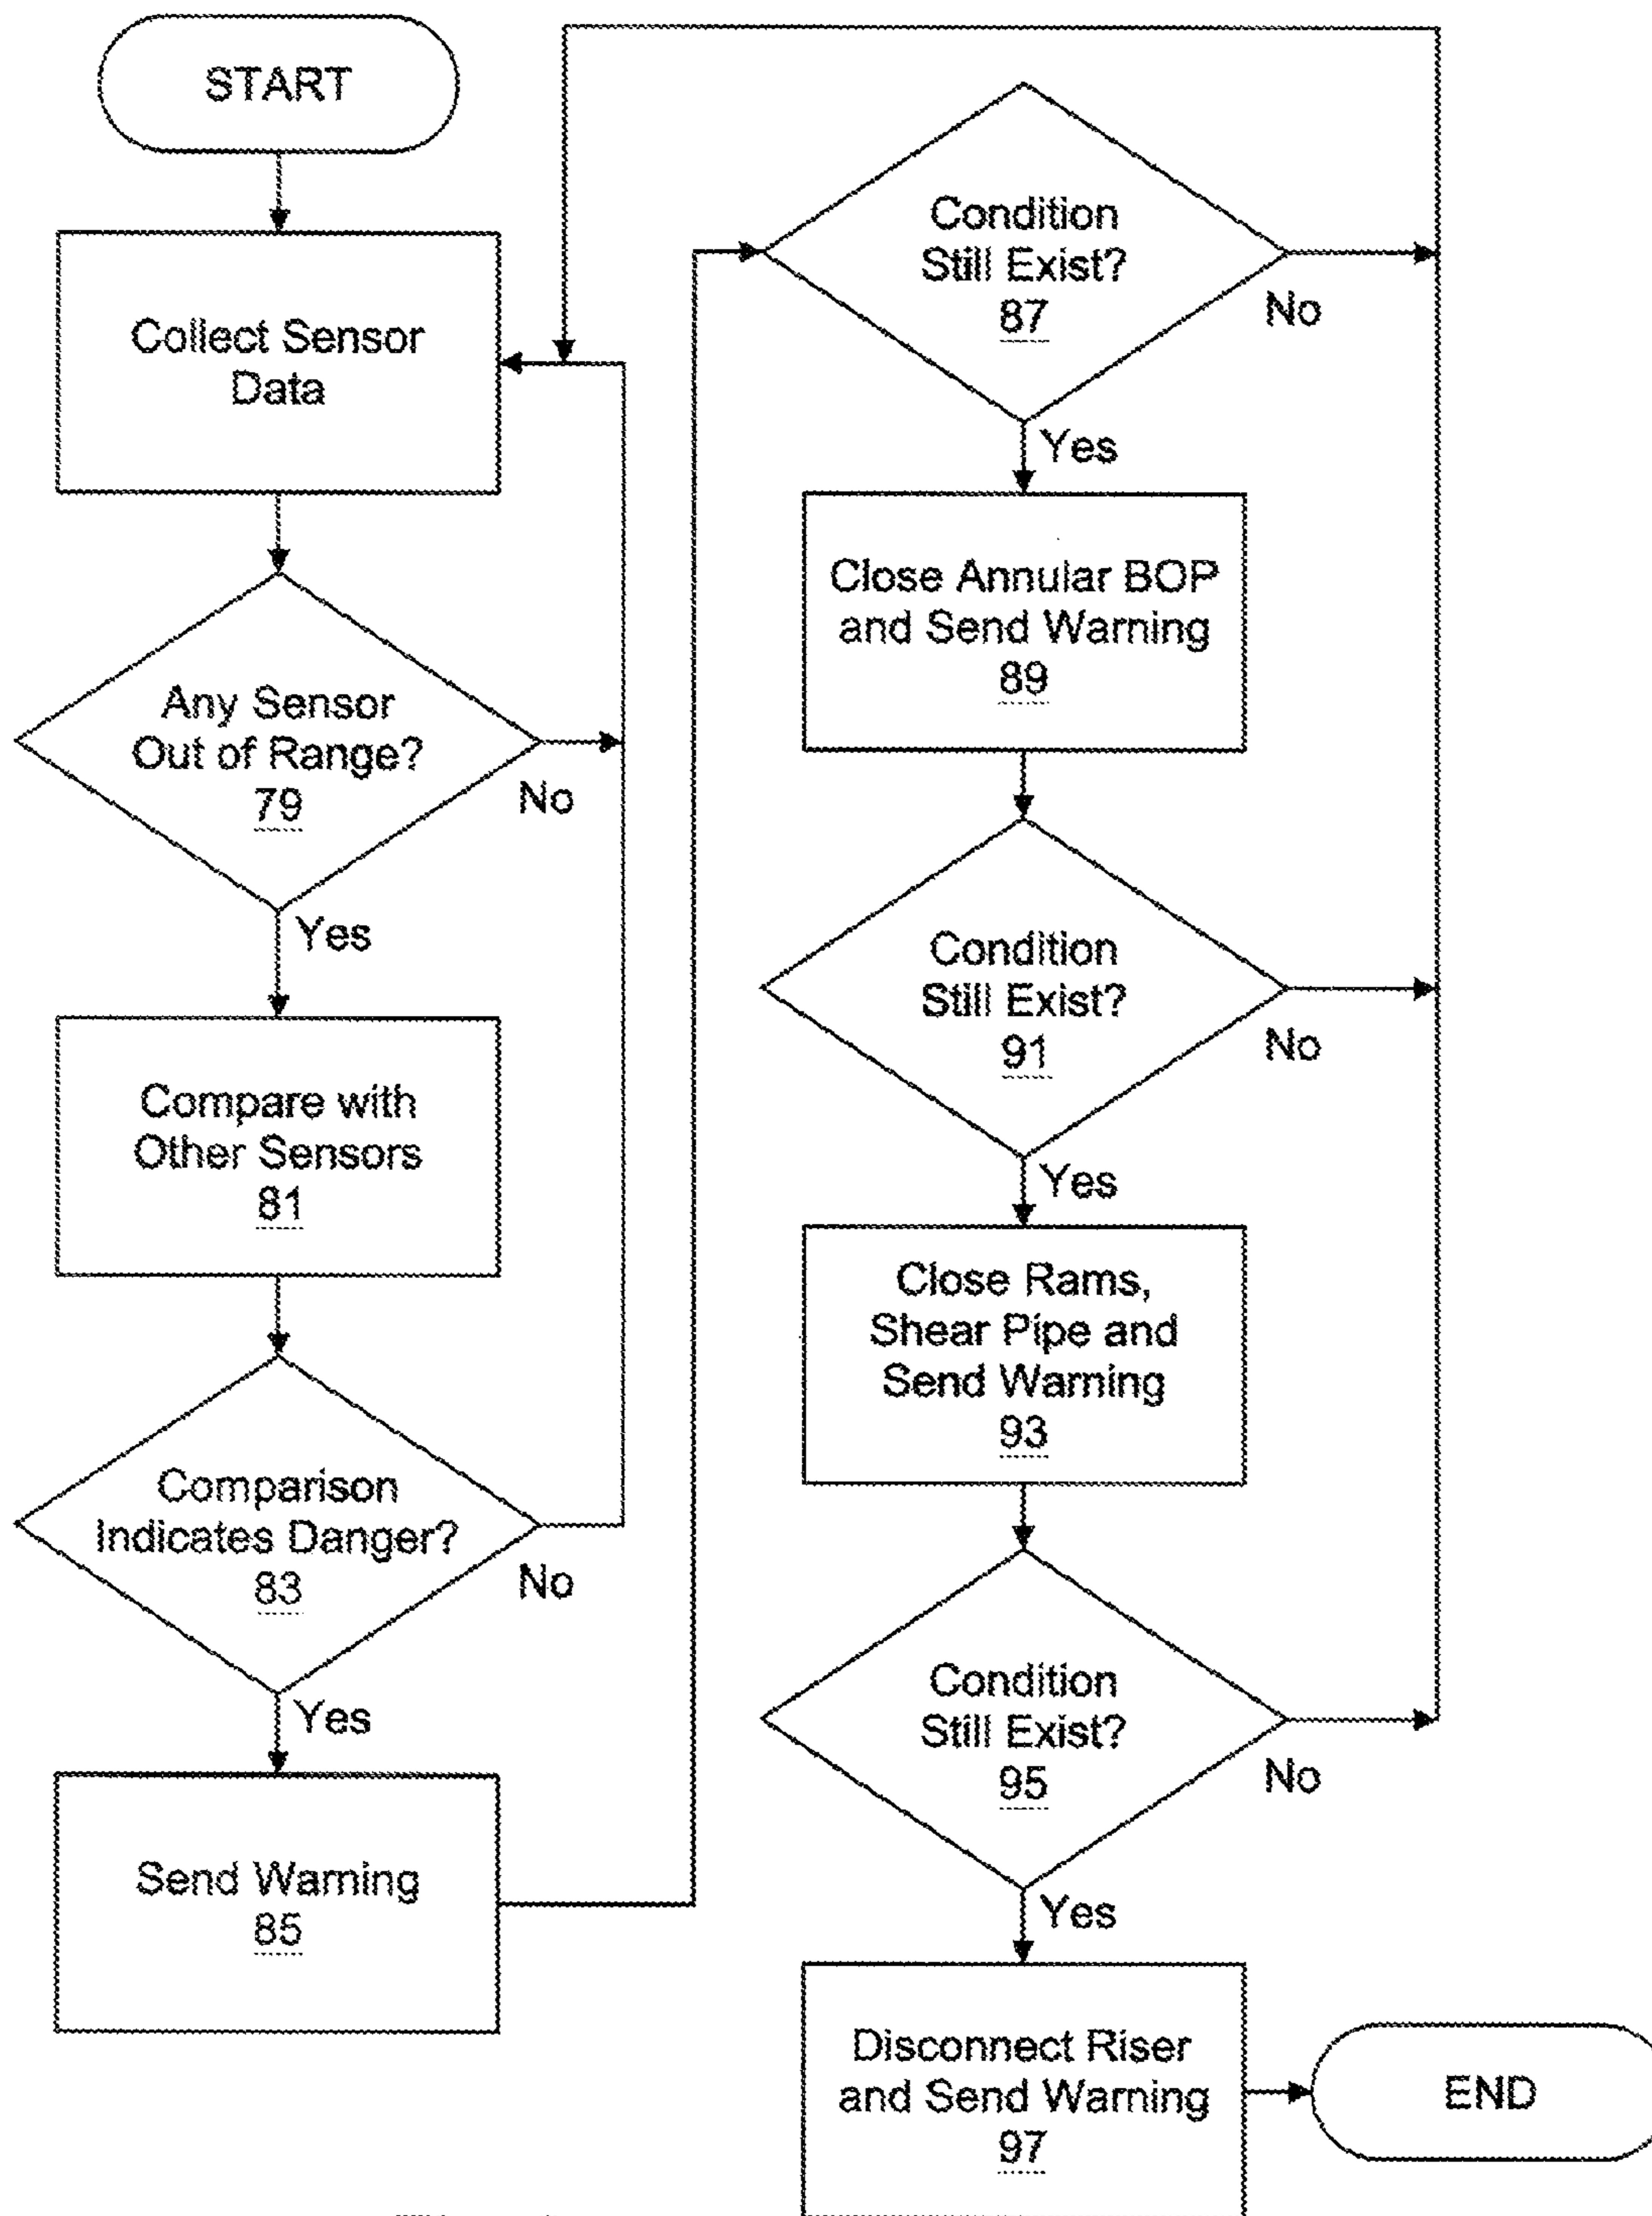 START
Collect Sensor
Data
Any Sensor
Out of Range?
79
No
Yes
Compare with
Other Sensors
81
Comparison
Indicates Danger?
83
No
Yes
Send Warning
85
Condition
Still Exist?
87
No
Yes
Close Annular BOP
and Send Warning
89
Condition
Still Exist?
91
No
Yes
Close Rams,
Shear Pipe and
Send Warning
93
Condition
Still Exist?
95
No
Yes
Disconnect Riser
and Send Warning
97
END